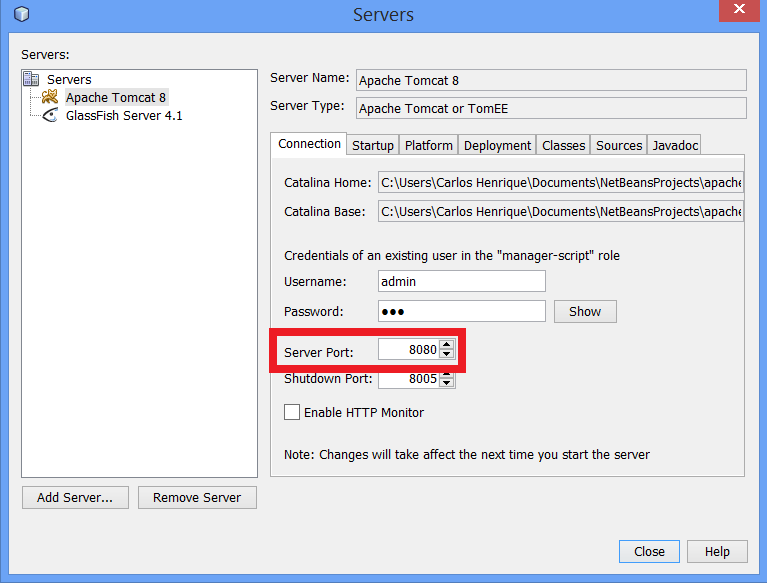 Servers
Servers:
Servers
Apache Tomcat 8
GlassFish Server 4.1
Add Server...
Remove Server
Server Name: Apache Tomcat 8
Server Type: Apache Tomcat or TomEE
Connection Startup Platform Deployment Classes Sources Javadoc
Catalina Home: C:\Users\Carlos Henrique\Documents\NetBeansProjects\apache
Catalina Base: C:\Users\Carlos Henrique\Documents\NetBeansProjects\apache
Credentials of an existing user in the "manager-script" role
Username: admin
Password: ●●● Show
Server Port: 8080
Shutdown Port: 8005
Enable HTTP Monitor
Note: Changes will take affect the next time you start the server
Close Help